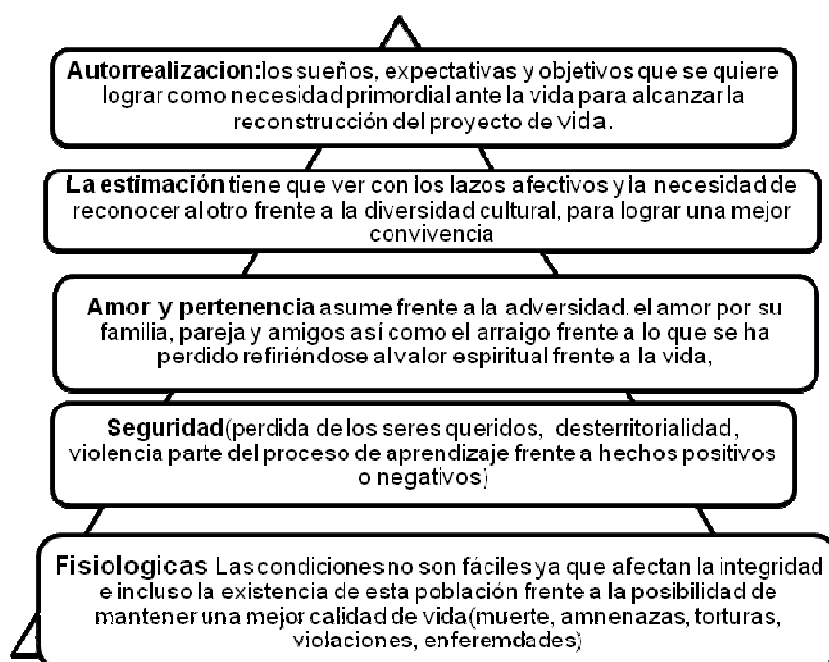 Autorrealizacion:los sueños, expectativas y objetivos que se quiere
lograr como necesidad primordial ante la vida para alcanzar la
reconstrucción del proyecto de vida.
La estimación tiene que ver con los lazos afectivos y la necesidad de
reconocer al otro frente a la diversidad cultural, para lograr una mejor
convivencia
Amor y pertenencia asume frente a la adversidad. el amor por su
familia, pareja y amigos así como el arraigo frente a lo que se ha
perdido refiriéndose al valor espiritual frente a la vida,
Seguridad(perdida de los seres queridos, desterritorialidad,
violencia parte del proceso de aprendizaje frente a hechos positivos
o negativos)
Fisiologicas Las condiciones no son fáciles ya que afectan la integridad
e incluso la existencia de esta población frente a la posibilidad de
mantener una mejor calidad de vida(muerte, amnenazas, torturas,
violaciones, enferemdades)